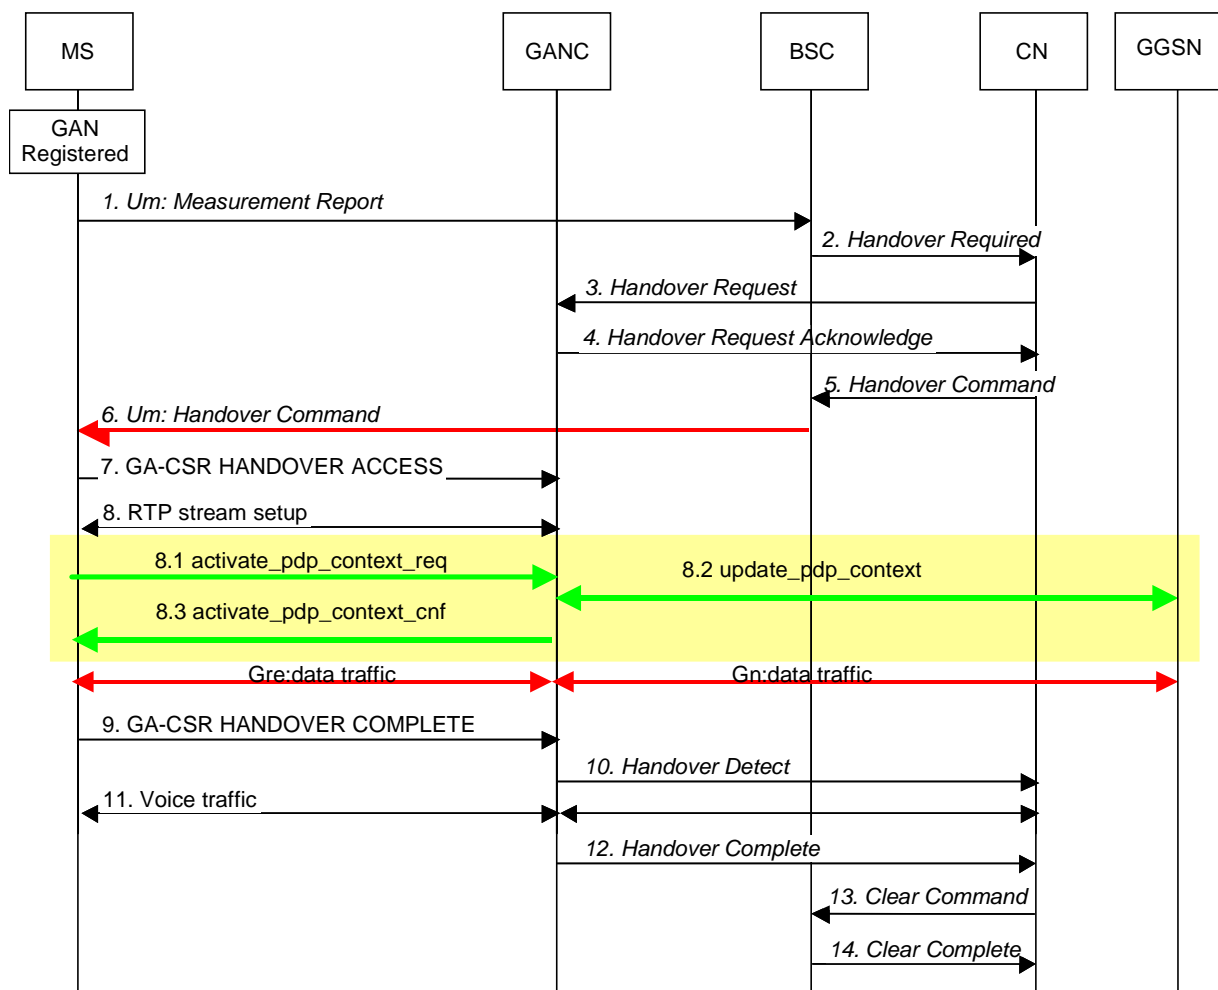 MS
GANC
BSC
CN
GGSN
GAN
Registered
1. Um: Measurement Report
2. Handover Required
3. Handover Request
4. Handover Request Acknowledge
5. Handover Command
6. Um: Handover Command
7. GA-CSR HANDOVER ACCESS
8. RTP stream setup
8.1 activate_pdp_context_req
8.2 update_pdp_context
8.3 activate_pdp_context_cnf
Gre:data traffic
Gn:data traffic
9. GA-CSR HANDOVER COMPLETE
10. Handover Detect
11. Voice traffic
12. Handover Complete
13. Clear Command
14. Clear Complete